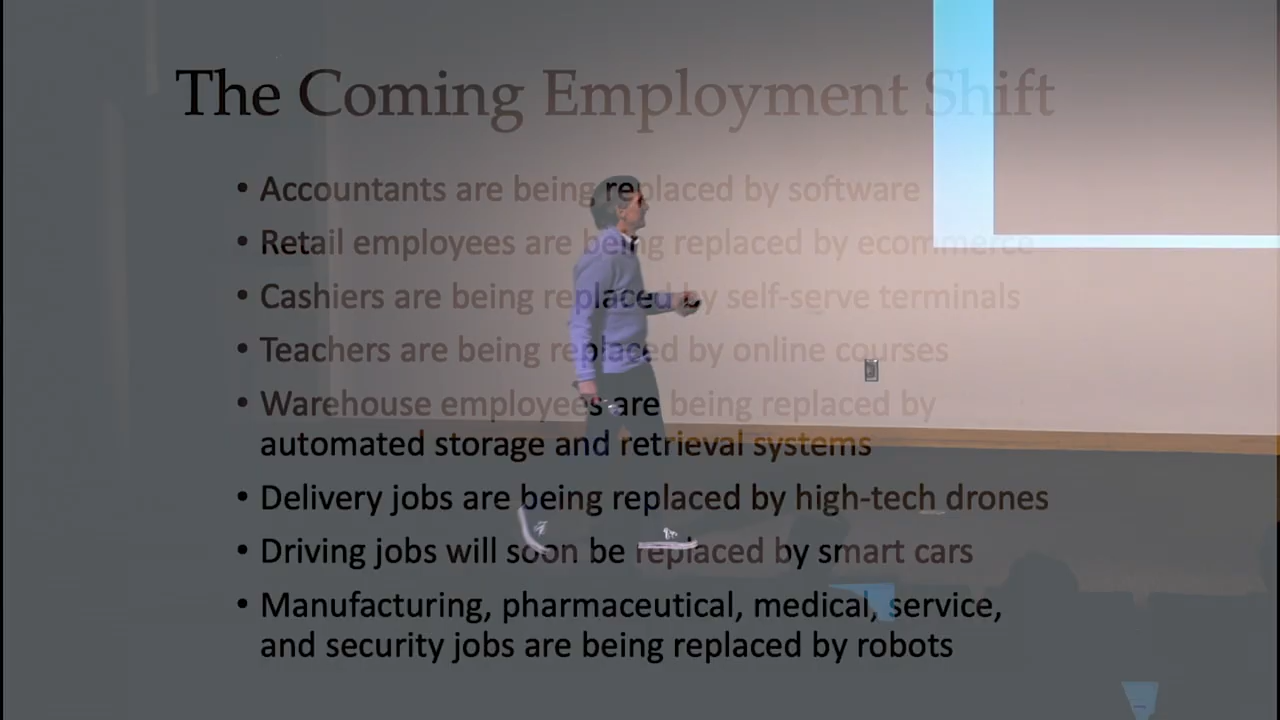 The Coming Employment Shift
• Accountants are being replaced by software
• Retail employees are being replaced by ecommerce
• Cashiers are being replaced by self-serve terminals
• Teachers are being replaced by online courses
• Warehouse employees are being replaced by
automated storage and retrieval systems
• Delivery jobs are being replaced by high-tech drones
• Driving jobs will soon be replaced by smart cars
• Manufacturing, pharmaceutical, medical, service,
and security jobs are being replaced by robots